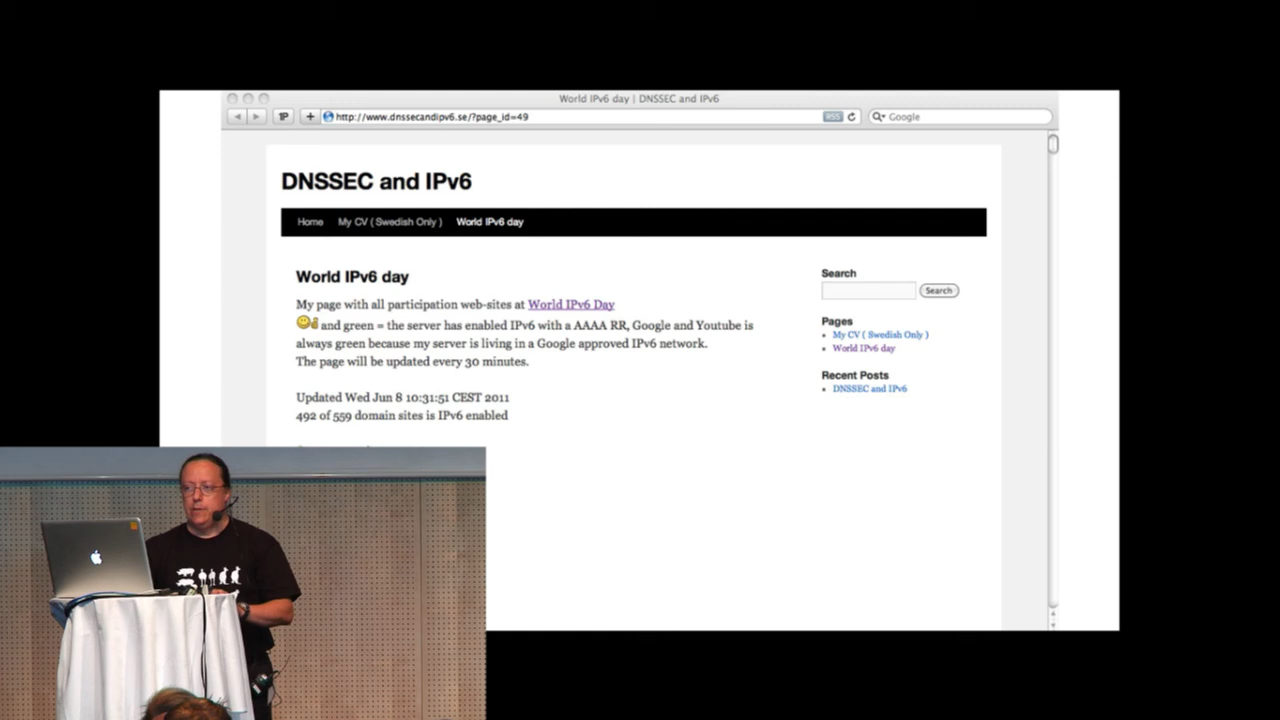 World IPv6 day | DNSSEC and IPv6
http://www.dnssecandipv6.se/?page_id=49
RSS
Google
DNSSEC and IPv6
Home My CV ( Swedish Only ) World IPv6 day
World IPv6 day
My page with all participation web-sites at World IPv6 Day
and green = the server has enabled IPv6 with a AAAA RR, Google and Youtube is
always green because my server is living in a Google approved IPv6 network.
The page will be updated every 30 minutes.
Updated Wed Jun 8 10:31:51 CEST 2011
492 of 559 domain sites is IPv6 enabled
Search
Search
Pages
My CV ( Swedish Only )
World IPv6 day
Recent Posts
DNSSEC and IPv6